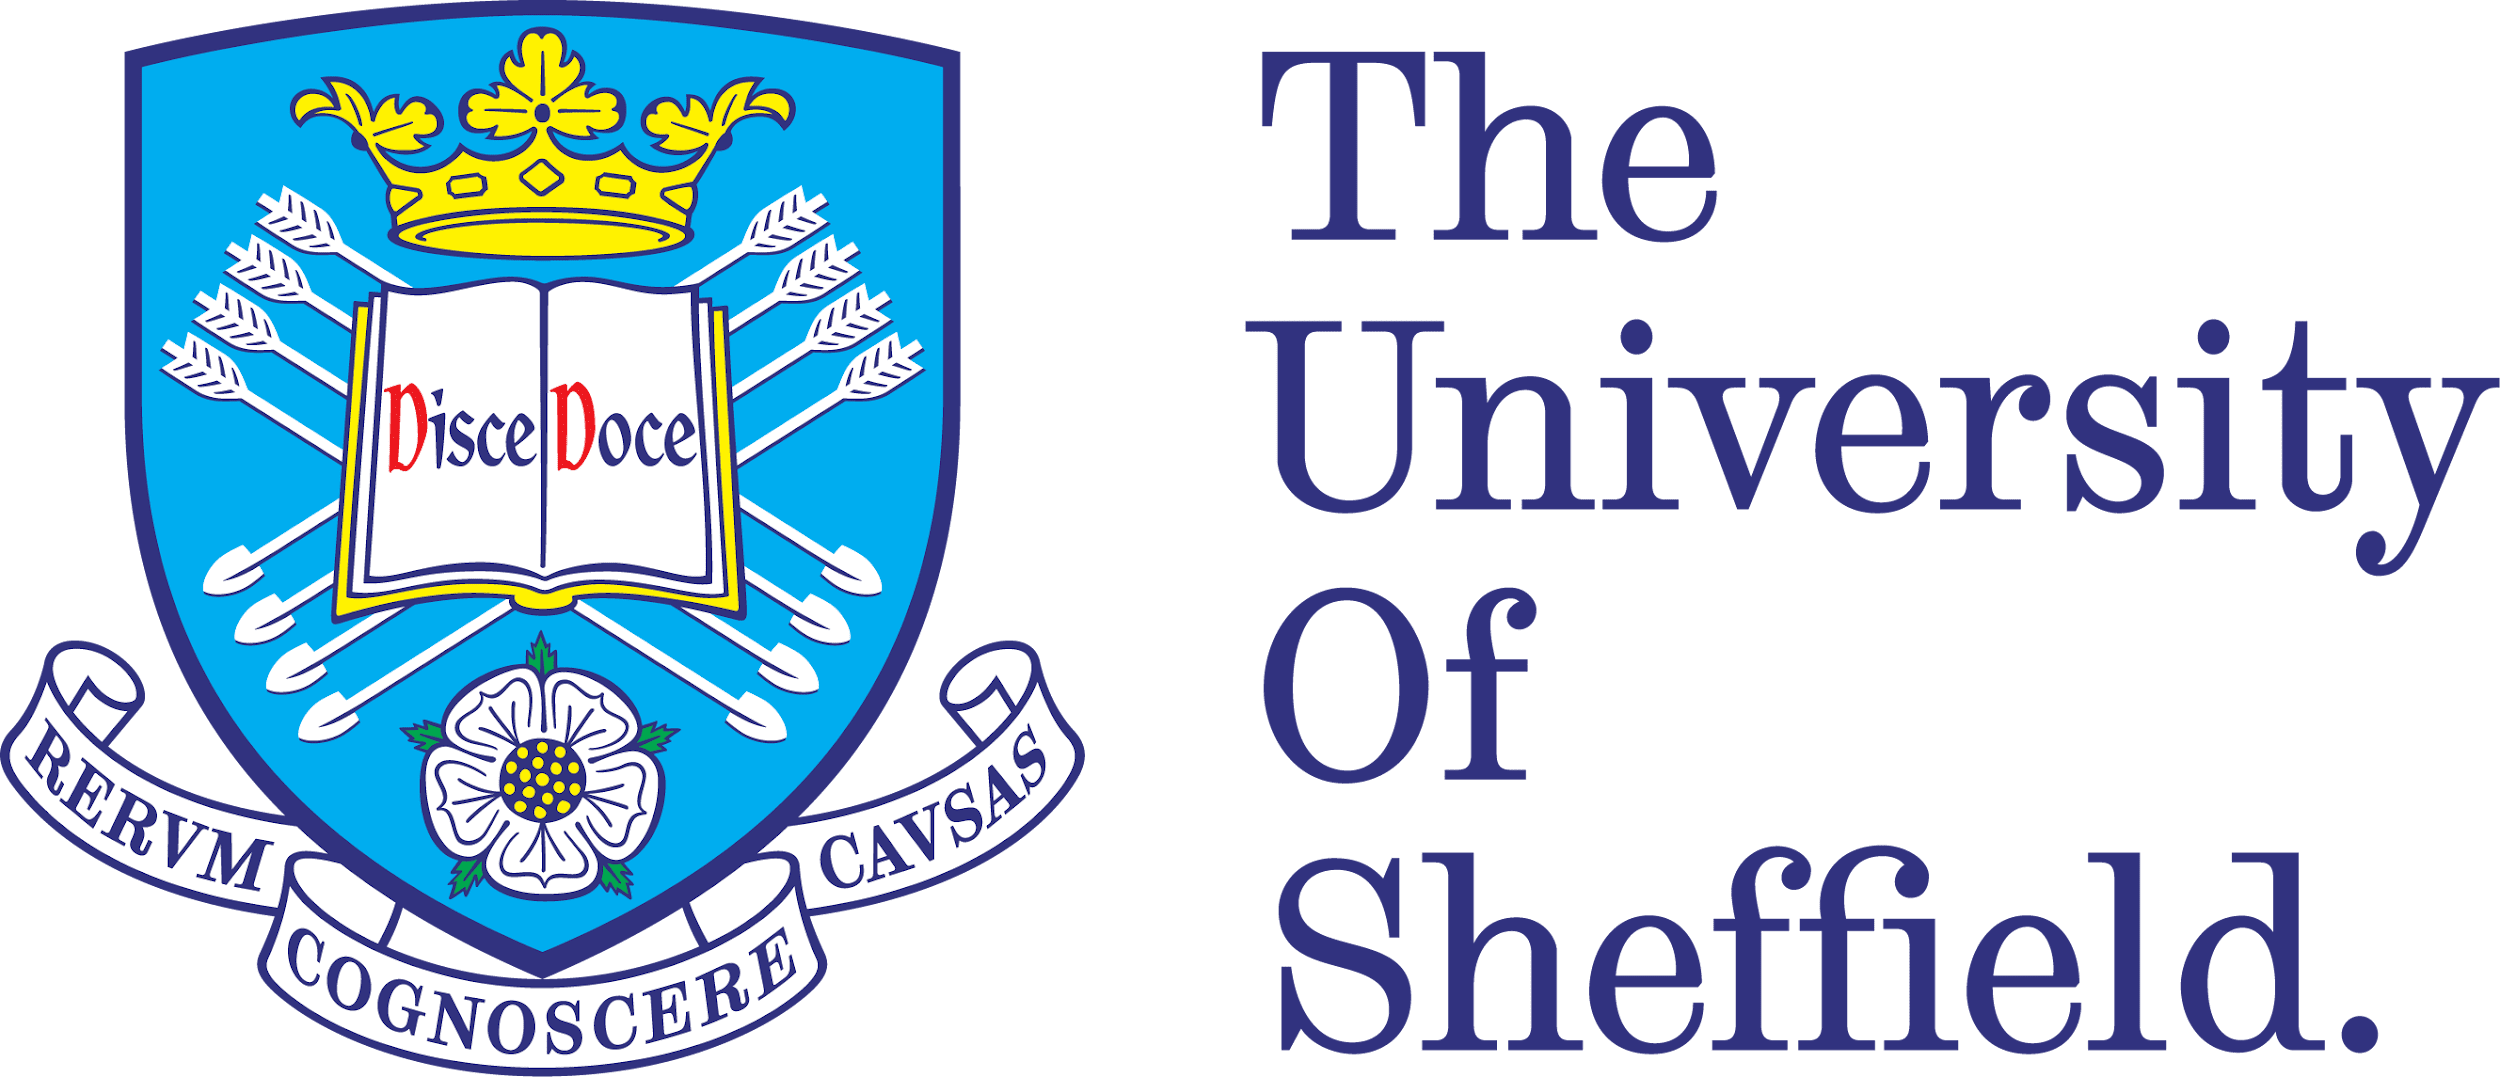 Disce Doce
RERVM
COGNOSCERE
CAVSAS
The
University
Of
Sheffield.